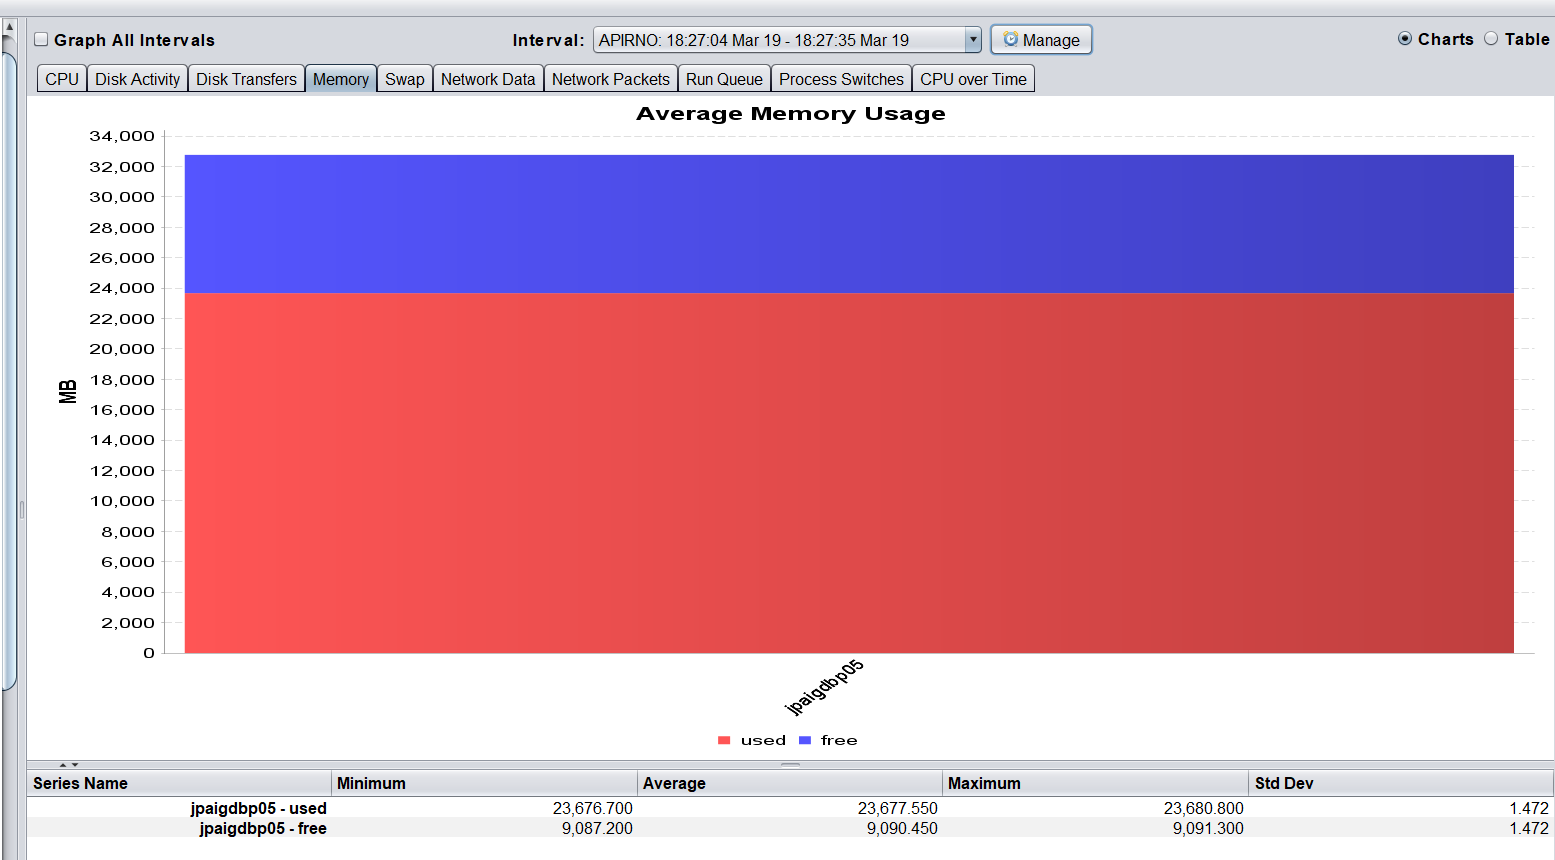 Graph All Intervals Interval: APIRNO: 18:27:04 Mar 19 - 18:27:35 Mar 19 Manage Charts Table
CPU Disk Activity Disk Transfers Memory Swap Network Data Network Packets Run Queue Process Switches CPU over Time
Average Memory Usage
34,000
32,000
30,000
28,000
26,000
24,000
22,000
20,000
18,000
16,000
14,000
12,000
10,000
8,000
6,000
4,000
2,000
0
MB
jpaigdbp05
used free
Series Name Minimum Average Maximum Std Dev
jpaigdbp05 - used 23,676.700 23,677.550 23,680.800 1.472
jpaigdbp05 - free 9,087.200 9,090.450 9,091.300 1.472